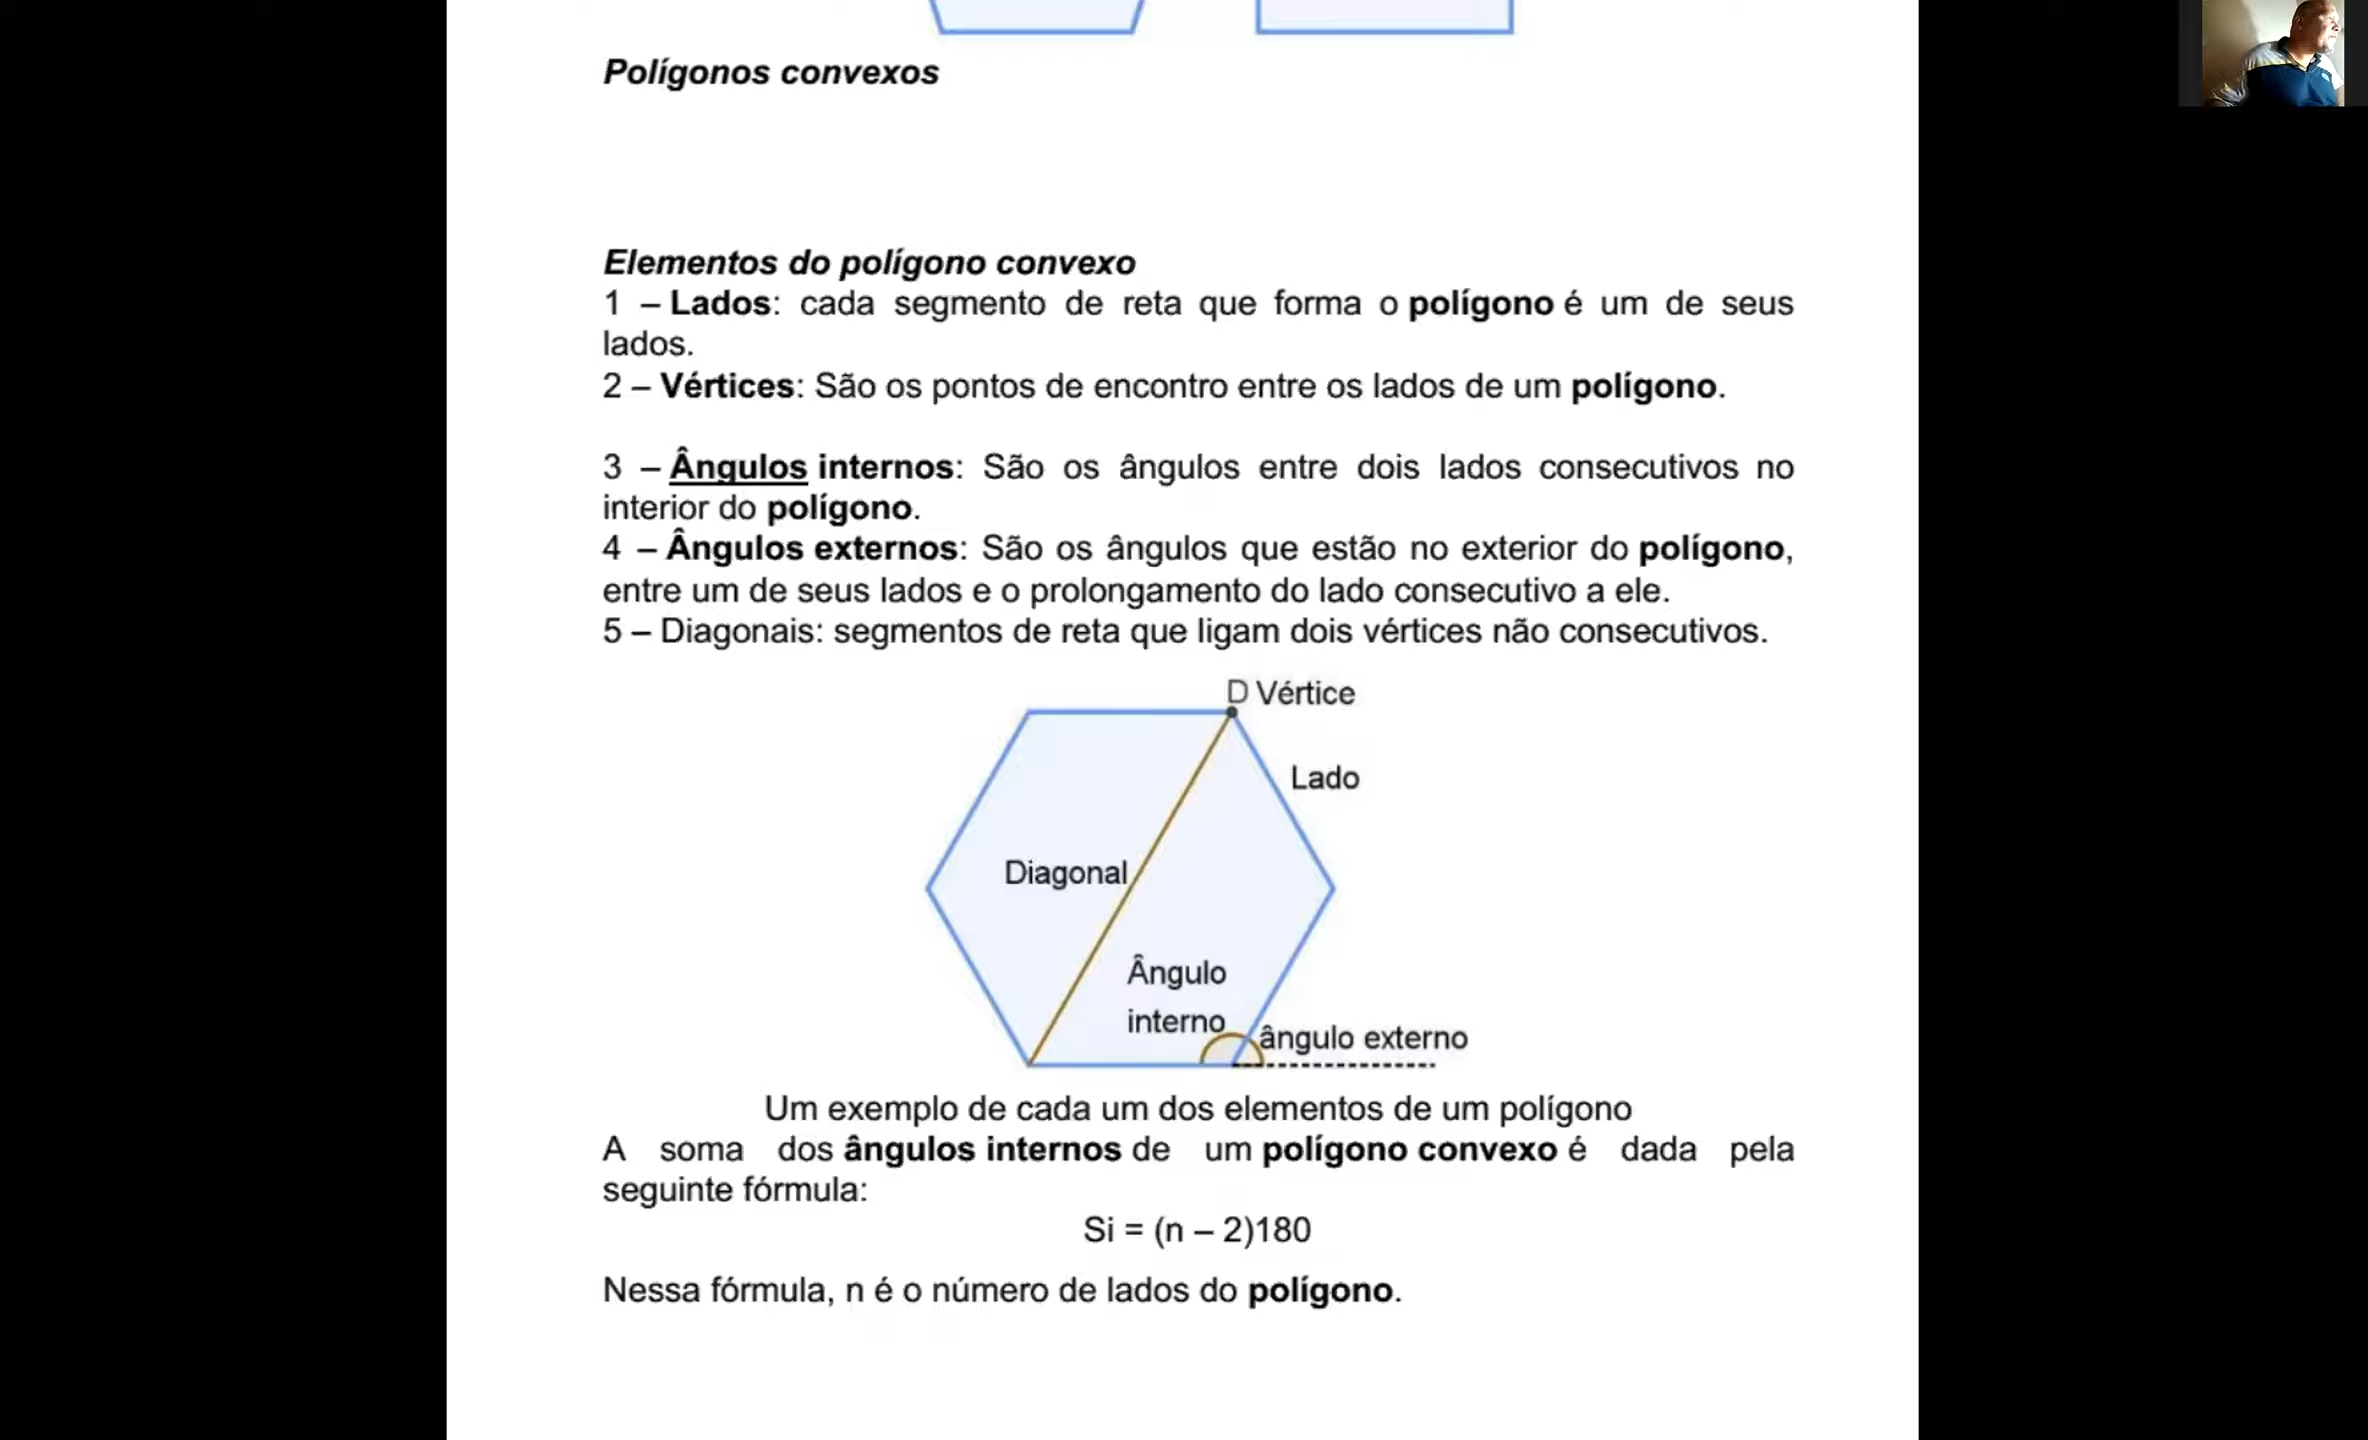 Polígonos convexos
Elementos do polígono convexo
1 – Lados: cada segmento de reta que forma o polígono é um de seus
lados.
2 – Vértices: São os pontos de encontro entre os lados de um polígono.
3 – Ângulos internos: São os ângulos entre dois lados consecutivos no
interior do polígono.
4 – Ângulos externos: São os ângulos que estão no exterior do polígono,
entre um de seus lados e o prolongamento do lado consecutivo a ele.
5 – Diagonais: segmentos de reta que ligam dois vértices não consecutivos.
D Vértice
Lado
Diagonal
Ângulo
interno
ângulo externo
Um exemplo de cada um dos elementos de um polígono
A soma dos ângulos internos de um polígono convexo é dada pela
seguinte fórmula:
Si = (n – 2)180
Nessa fórmula, n é o número de lados do polígono.